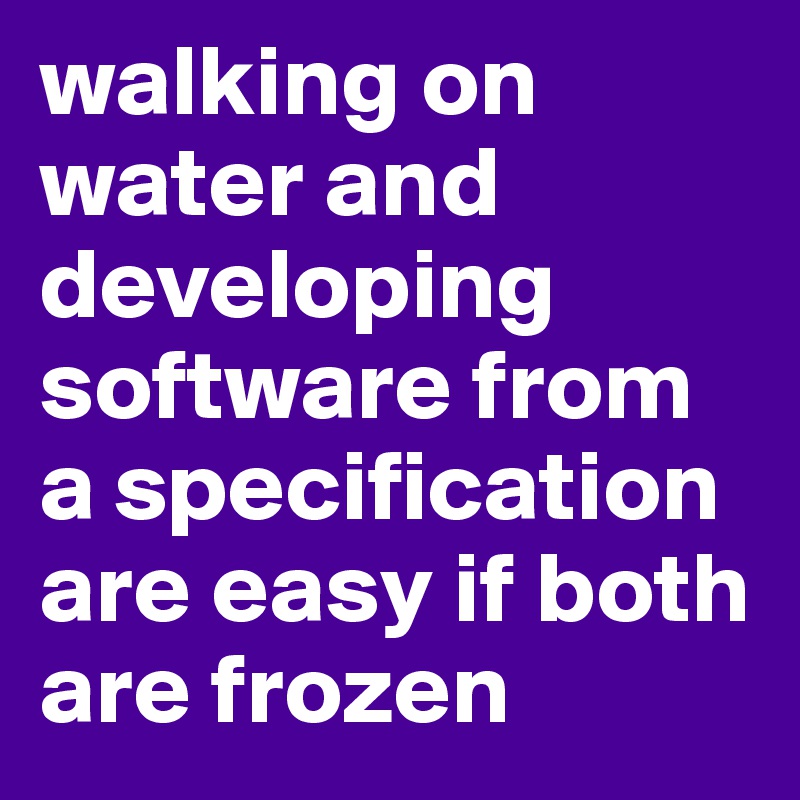 walking on
water and
developing
software from
a specification
are easy if both
are frozen